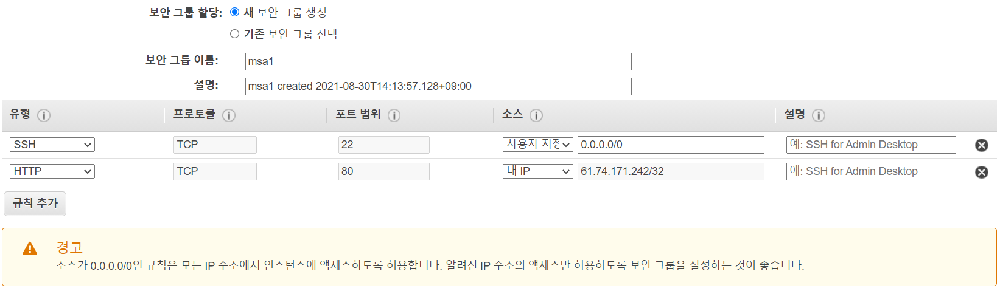 보안 그룹 할당: 새 보안 그룹 생성
기존 보안 그룹 선택
보안 그룹 이름: msa1
설명: msa1 created 2021-08-30T14:13:57.128+09:00
유형 i 프로토콜 i 포트 범위 i 소스 i 설명 i
SSH TCP 22 사용자 지정 0.0.0.0/0 예: SSH for Admin Desktop
HTTP TCP 80 내 IP 61.74.171.242/32 예: SSH for Admin Desktop
규칙 추가
경고
소스가 0.0.0.0/0인 규칙은 모든 IP 주소에서 인스턴스에 액세스하도록 허용합니다. 알려진 IP 주소의 액세스만 허용하도록 보안 그룹을 설정하는 것이 좋습니다.